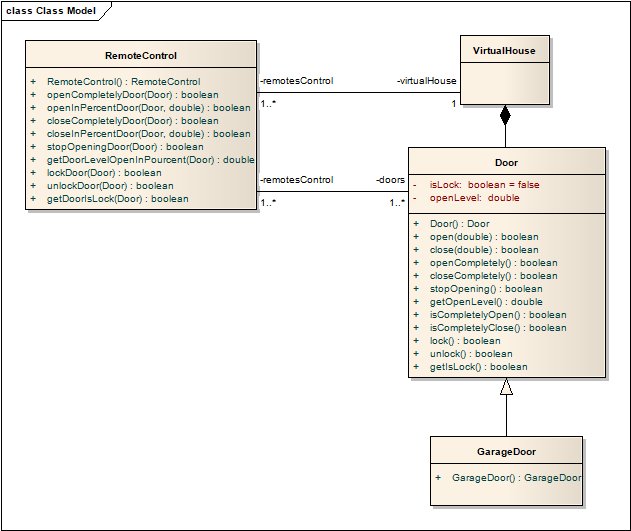 class Class Model
RemoteControl
+ RemoteControl() : RemoteControl
+ openCompletelyDoor(Door) : boolean
+ openInPercentDoor(Door, double) : boolean
+ closeCompletelyDoor(Door) : boolean
+ closeInPercentDoor(Door, double) : boolean
+ stopOpeningDoor(Door) : boolean
+ getDoorLevelOpenInPourcent(Door) : double
+ lockDoor(Door) : boolean
+ unlockDoor(Door) : boolean
+ getDoorIsLock(Door) : boolean
-remotesControl
1..*
-virtualHouse
1
VirtualHouse
-remotesControl
1..*
-doors
1..*
Door
- isLock: boolean = false
- openLevel: double
+ Door() : Door
+ open(double) : boolean
+ close(double) : boolean
+ openCompletely() : boolean
+ closeCompletely() : boolean
+ stopOpening() : boolean
+ getOpenLevel() : double
+ isCompletelyOpen() : boolean
+ isCompletelyClose() : boolean
+ lock() : boolean
+ unlock() : boolean
+ getIsLock() : boolean
GarageDoor
+ GarageDoor() : GarageDoor